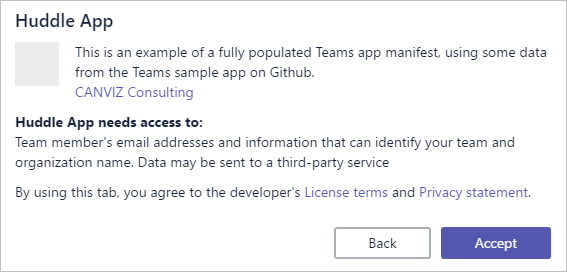 Huddle App
This is an example of a fully populated Teams app manifest, using some data
from the Teams sample app on Github.
CANVIZ Consulting
Huddle App needs access to:
Team member's email addresses and information that can identify your team and
organization name. Data may be sent to a third-party service
By using this tab, you agree to the developer's License terms and Privacy statement.
Back
Accept